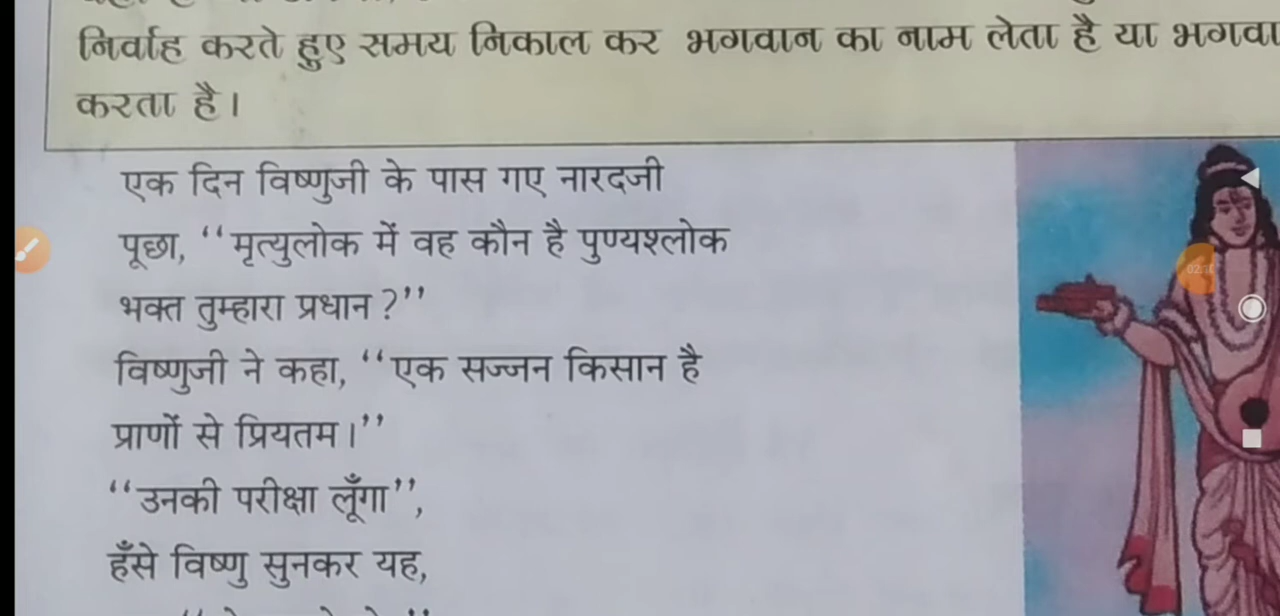 निर्वाह करते हुए समय निकाल कर भगवान का नाम लेता है या
करता है।
एक दिन विष्णुजी के पास गए नारदजी
पूछा, ‘‘मृत्युलोक में वह कौन है पुण्यश्लोक
भक्त तुम्हारा प्रधान ?’’
विष्णुजी ने कहा, ‘‘एक सज्जन किसान है
प्राणों से प्रियतम।’’
‘‘उनकी परीक्षा लूँगा’’,
हँसे विष्णु सुनकर यह,